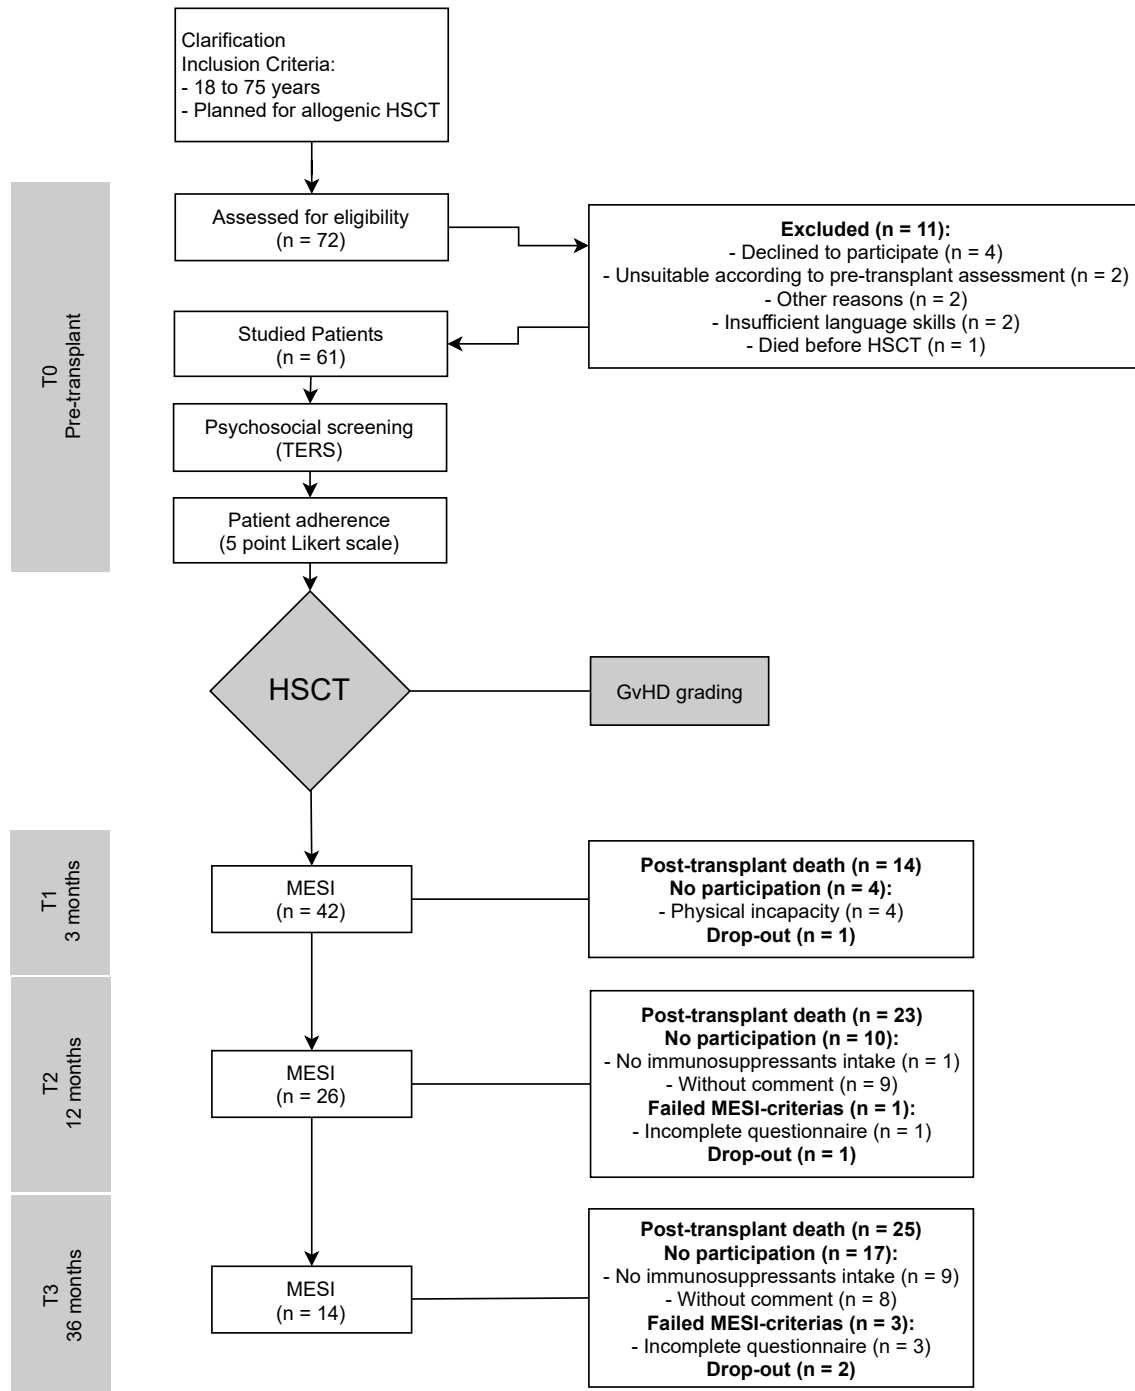 Clarification
Inclusion Criteria:
- 18 to 75 years
- Planned for allogenic HSCT
T0
Pre-transplant
Assessed for eligibility
(n = 72)
Excluded (n = 11):
- Declined to participate (n = 4)
- Unsuitable according to pre-transplant assessment (n = 2)
- Other reasons (n = 2)
- Insufficient language skills (n = 2)
- Died before HSCT (n = 1)
Studied Patients
(n = 61)
Psychosocial screening
(TERS)
Patient adherence
(5 point Likert scale)
HSCT
GvHD grading
T1
3 months
MESI
(n = 42)
Post-transplant death (n = 14)
No participation (n = 4):
- Physical incapacity (n = 4)
Drop-out (n = 1)
T2
12 months
MESI
(n = 26)
Post-transplant death (n = 23)
No participation (n = 10):
- No immunosuppressants intake (n = 1)
- Without comment (n = 9)
Failed MESI-criterias (n = 1):
- Incomplete questionnaire (n = 1)
Drop-out (n = 1)
T3
36 months
MESI
(n = 14)
Post-transplant death (n = 25)
No participation (n = 17):
- No immunosuppressants intake (n = 9)
- Without comment (n = 8)
Failed MESI-criterias (n = 3):
- Incomplete questionnaire (n = 3)
Drop-out (n = 2)